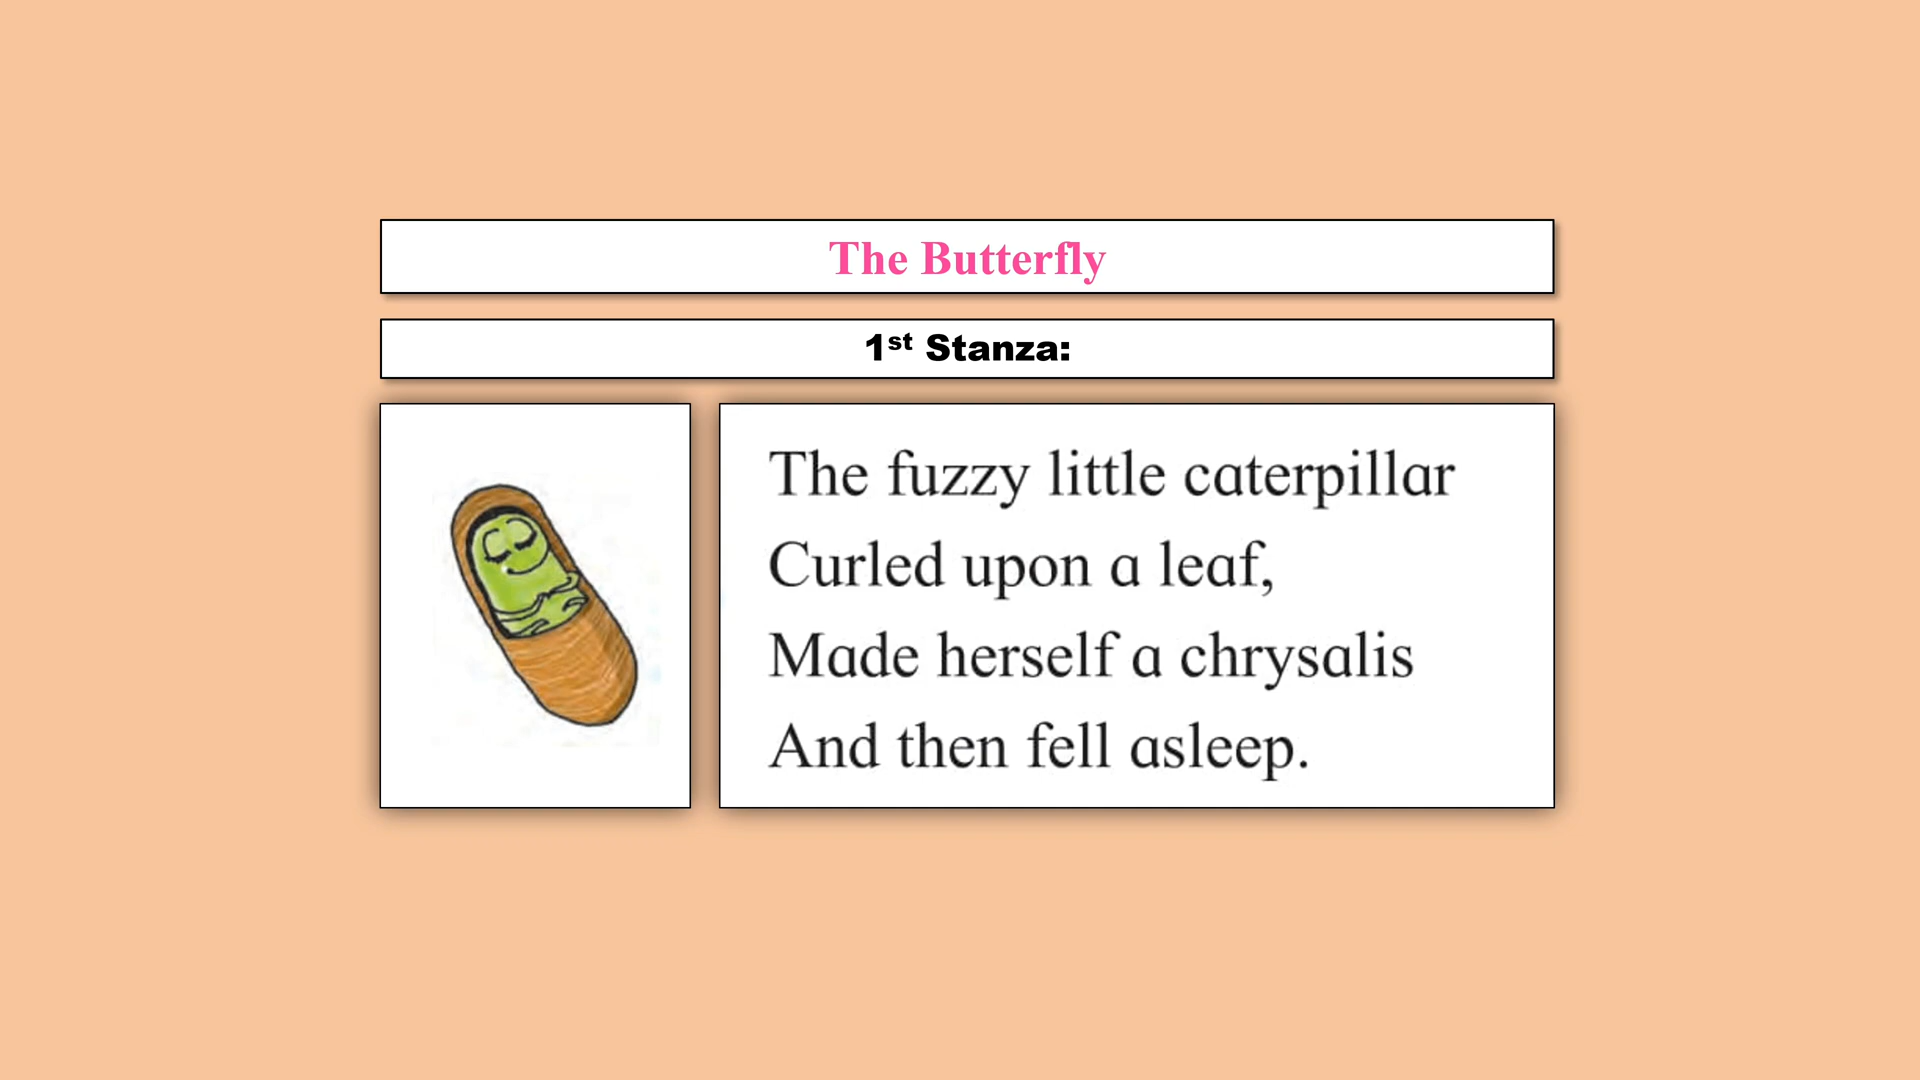 The Butterfly
1st Stanza:
The fuzzy little caterpillar
Curled upon a leaf,
Made herself a chrysalis
And then fell asleep.